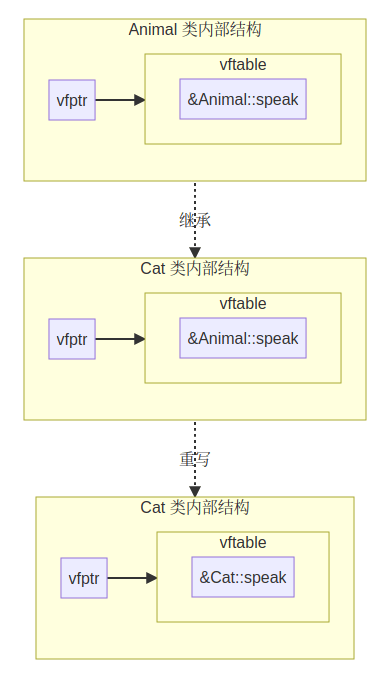 Animal 类内部结构
vftable
vfptr
&Animal::speak
继承
Cat 类内部结构
vftable
vfptr
&Animal::speak
重写
Cat 类内部结构
vftable
vfptr
&Cat::speak